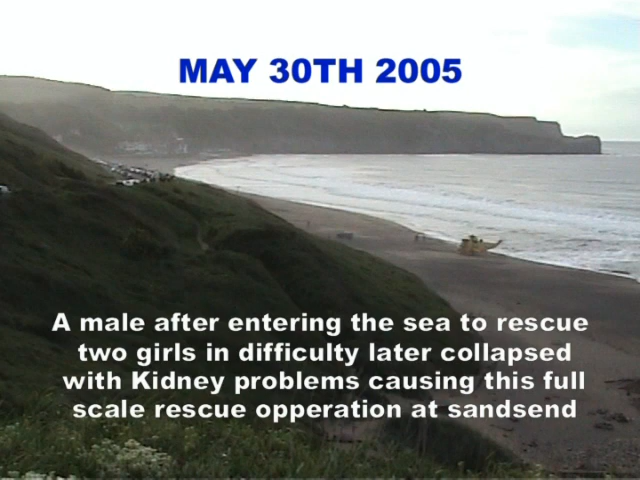 MAY 30TH 2005
A male after entering the sea to rescue
two girls in difficulty later collapsed
with Kidney problems causing this full
scale rescue opperation at sandsend